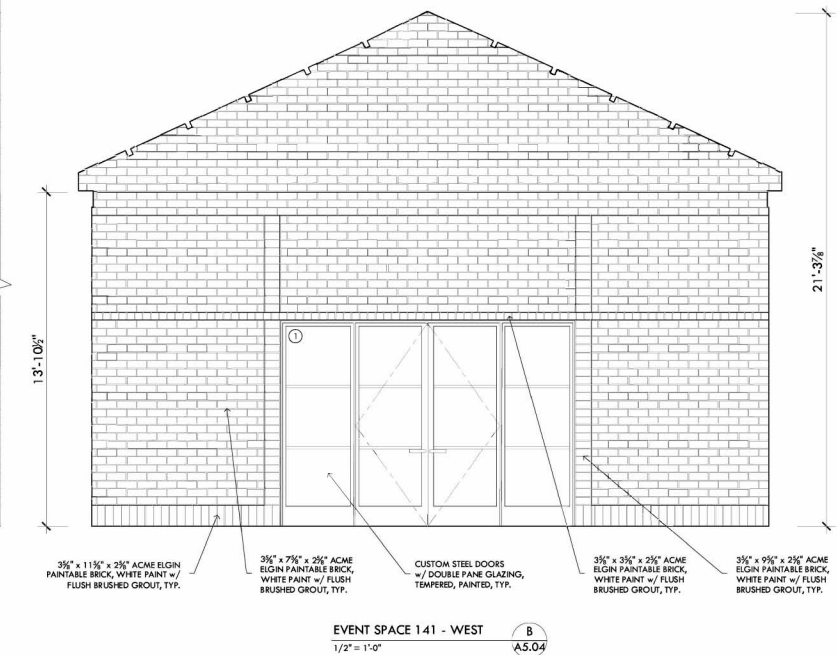 21'-3⅞"
13'-10½"
1
3⅝" x 11⅝" x 2⅝" ACME ELGIN
PAINTABLE BRICK, WHITE PAINT w/
FLUSH BRUSHED GROUT, TYP.
3⅝" x 7⅝" x 2⅝" ACME
ELGIN PAINTABLE BRICK,
WHITE PAINT w/ FLUSH
BRUSHED GROUT, TYP.
CUSTOM STEEL DOORS
w/ DOUBLE PANE GLAZING,
TEMPERED, PAINTED, TYP.
3⅝" x 3⅝" x 2⅝" ACME
ELGIN PAINTABLE BRICK,
WHITE PAINT w/ FLUSH
BRUSHED GROUT, TYP.
3⅝" x 9⅝" x 2⅝" ACME
ELGIN PAINTABLE BRICK,
WHITE PAINT w/ FLUSH
BRUSHED GROUT, TYP.
EVENT SPACE 141 - WEST
1/2" = 1'-0"
B
A5.04